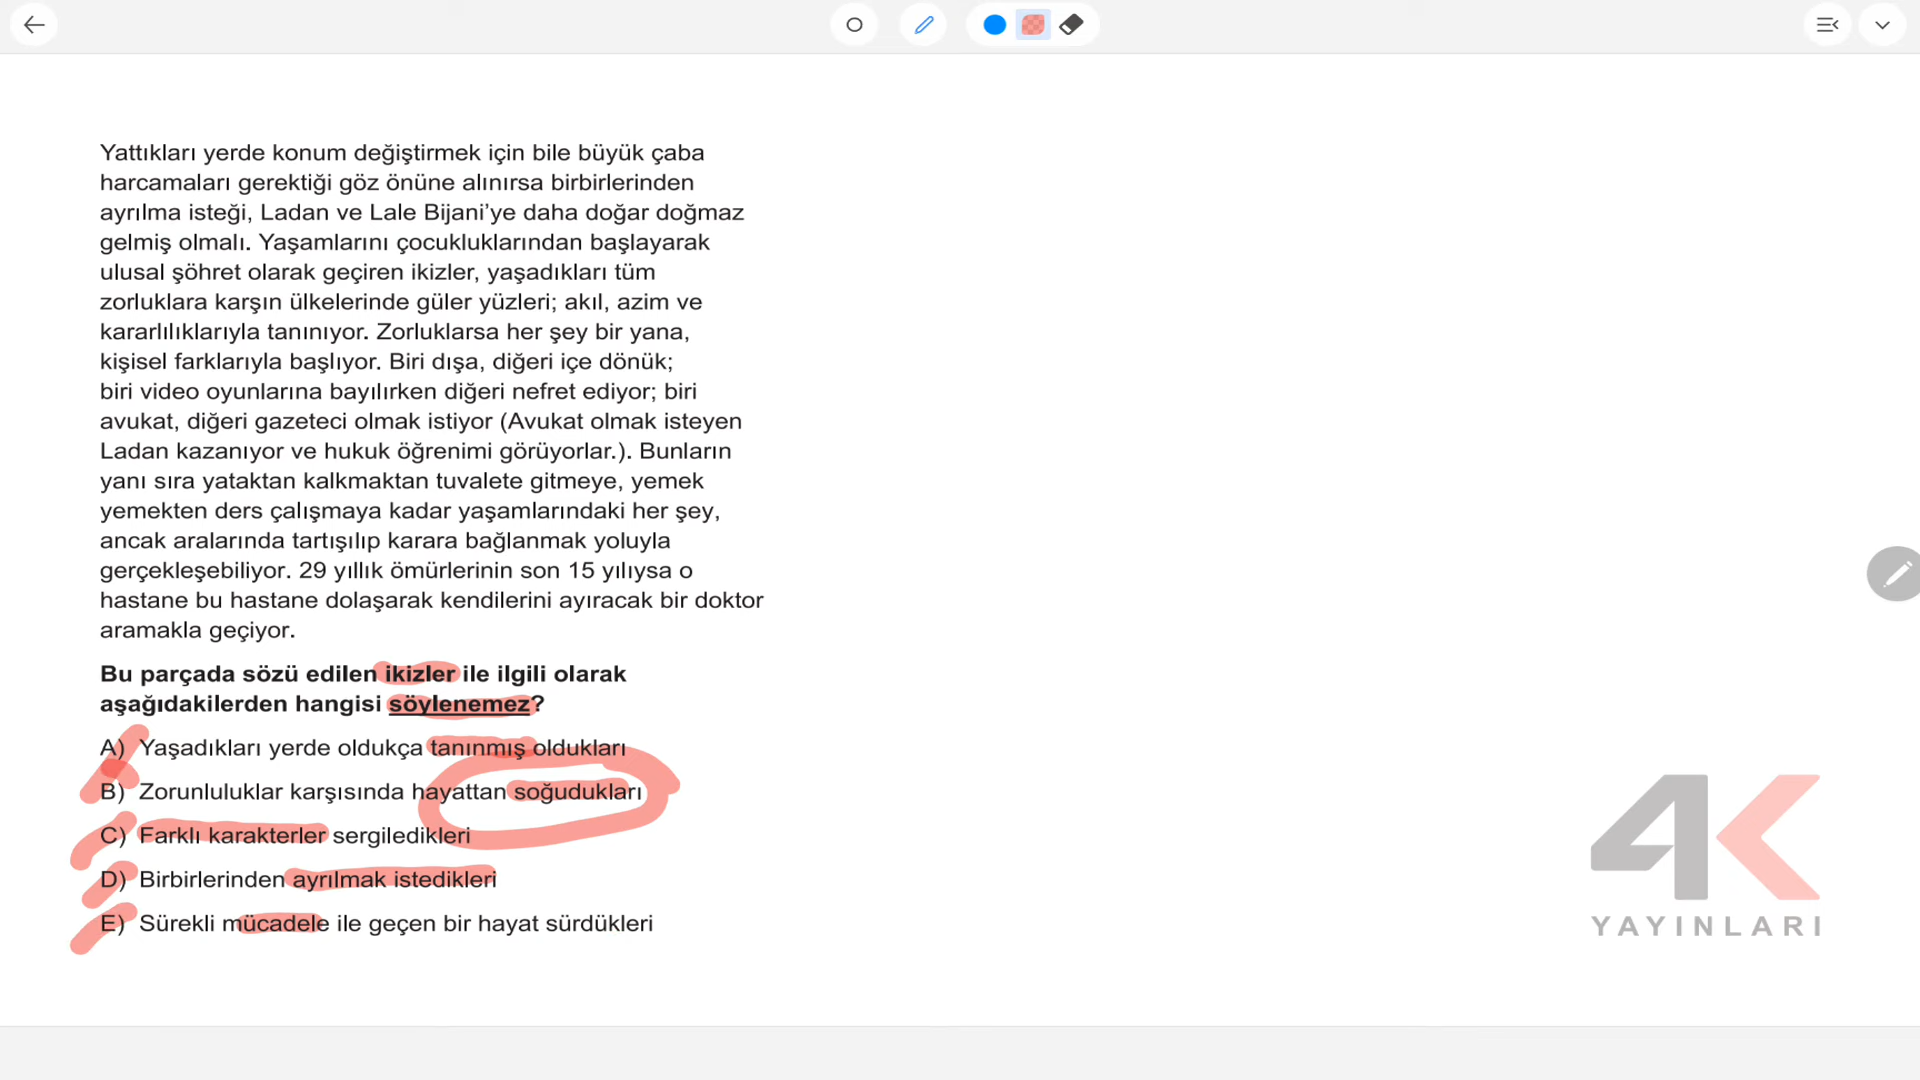 Yattıkları yerde konum değiştirmek için bile büyük çaba
harcamaları gerektiği göz önüne alınırsa birbirlerinden
ayrılma isteği, Ladan ve Lale Bijani’ye daha doğar doğmaz
gelmiş olmalı. Yaşamlarını çocukluklarından başlayarak
ulusal şöhret olarak geçiren ikizler, yaşadıkları tüm
zorluklara karşın ülkelerinde güler yüzleri; akıl, azim ve
kararlılıklarıyla tanınıyor. Zorluklarsa her şey bir yana,
kişisel farklarıyla başlıyor. Biri dışa, diğeri içe dönük;
biri video oyunlarına bayılırken diğeri nefret ediyor; biri
avukat, diğeri gazeteci olmak istiyor (Avukat olmak isteyen
Ladan kazanıyor ve hukuk öğrenimi görüyorlar.). Bunların
yanı sıra yataktan kalkmaktan tuvalete gitmeye, yemek
yemekten ders çalışmaya kadar yaşamlarındaki her şey,
ancak aralarında tartışılıp karara bağlanmak yoluyla
gerçekleşebiliyor. 29 yıllık ömürlerinin son 15 yılıysa o
hastane bu hastane dolaşarak kendilerini ayıracak bir doktor
aramakla geçiyor.
Bu parçada sözü edilen ikizler ile ilgili olarak
aşağıdakilerden hangisi söylenemez?
A) Yaşadıkları yerde oldukça tanınmış oldukları
B) Zorunluluklar karşısında hayattan soğudukları
C) Farklı karakterler sergiledikleri
D) Birbirlerinden ayrılmak istedikleri
E) Sürekli mücadele ile geçen bir hayat sürdükleri
4K
YAYINLARI